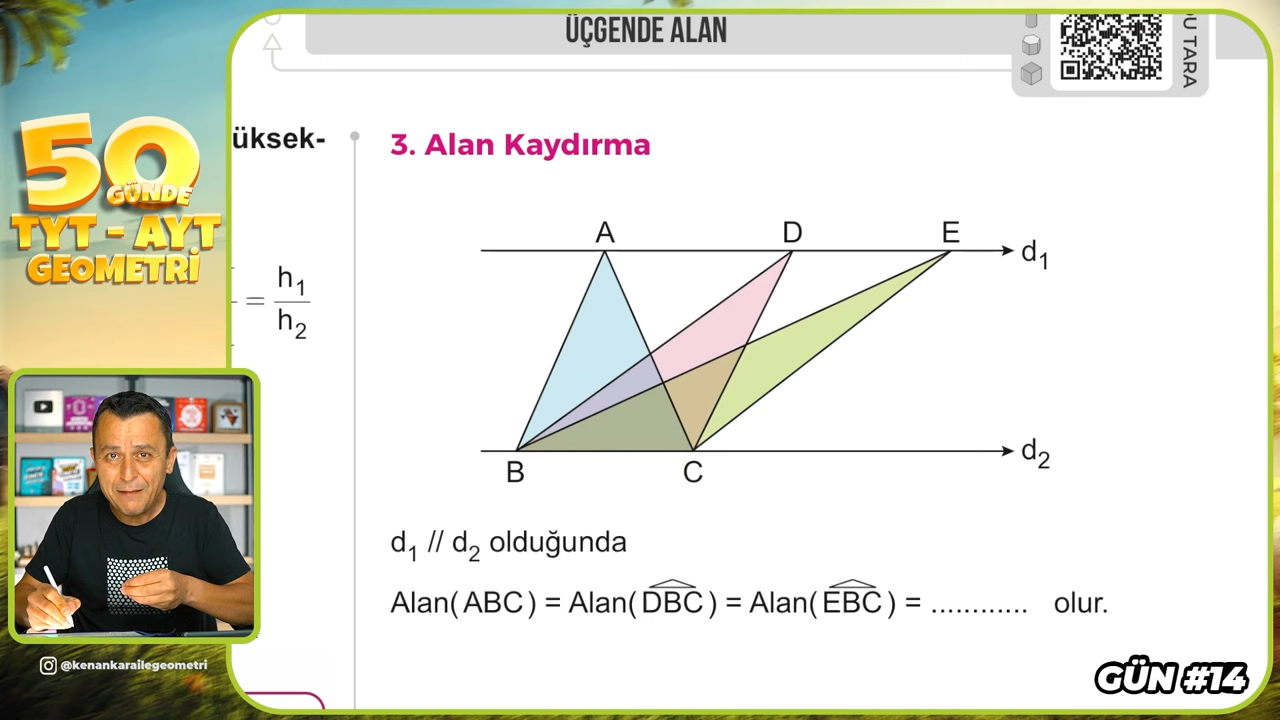 ÜÇGENDE ALAN
U TARA
50
GÜNDE
TYT - AYT
GEOMETRİ
üksek-
= h1
h2
3. Alan Kaydırma
A D E
d1
d2
B C
d1 // d2 olduğunda
Alan(ABC) = Alan(DBC) = Alan(EBC) = ............ olur.
@kenankarailegeometri
GÜN #14